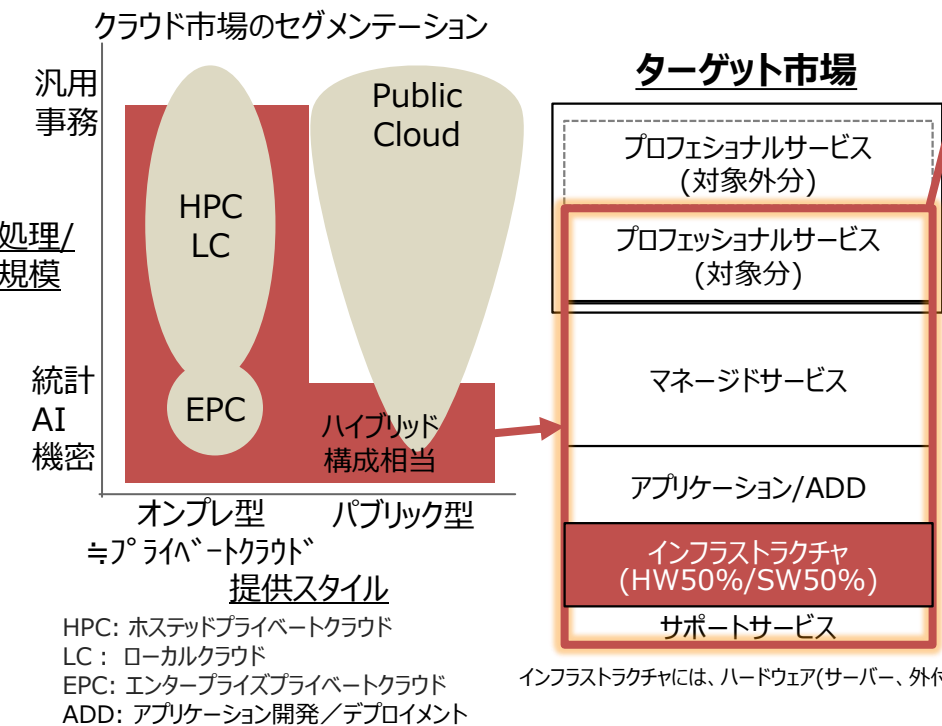 クラウド市場のセグメンテーション
汎用
事務
処理/
規模
統計
AI
機密
HPC
LC
EPC
Public
Cloud
ハイブリッド
構成相当
オンプレ型
≒ﾌﾟﾗｲﾍﾞｰﾄｸﾗｳﾄﾞ
パブリック型
提供スタイル
HPC: ホステッドプライベートクラウド
LC : ローカルクラウド
EPC: エンタープライズプライベートクラウド
ADD: アプリケーション開発／デプロイメント
ターゲット市場
プロフェショナルサービス
(対象外分)
プロフェッショナルサービス
(対象分)
マネージドサービス
アプリケーション/ADD
インフラストラクチャ
(HW50%/SW50%)
サポートサービス
インフラストラクチャには、ハードウェア(サーバー、外付